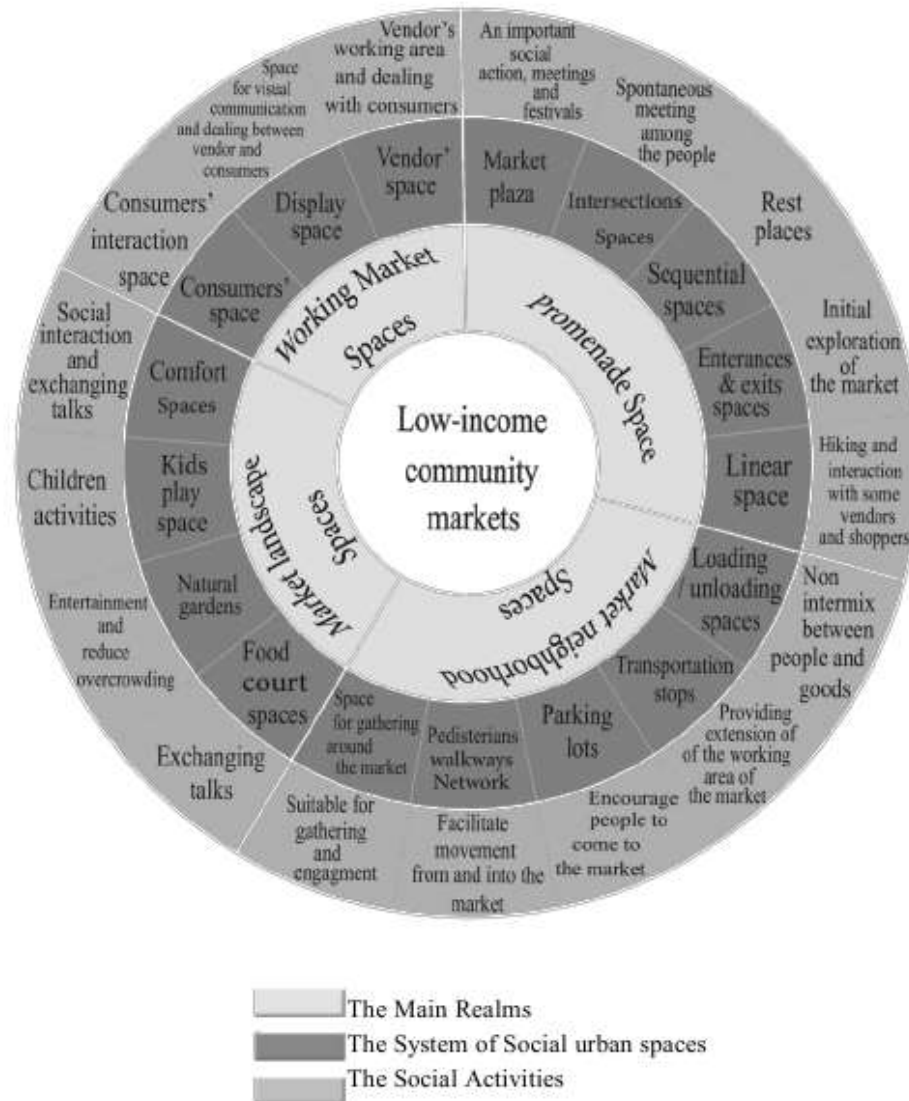 Low-income
community
markets
Promenade Space
Market neighborhood
Spaces
Market landscape
Spaces
Working Market
Spaces
Market
plaza
Intersections
Spaces
Sequential
spaces
Enterances
& exits
spaces
Linear
space
Loading
/ unloading
spaces
Transportation
stops
Parking
lots
Pedisterians
walkways
Network
Space
for gathering
around
the market
Food
court
spaces
Natural
gardens
Kids
play
space
Comfort
Spaces
Consumers'
space
Display
space
Vendor'
space
An important
social
action, meetings
and
festivals
Spontaneous
meeting
among
the people
Rest
places
Initial
exploration
of
the market
Hiking and
interaction
with some
vendors
and shoppers
Non
intermix
between
people and
goods
Providing
extension of
of the working
area of
the market
Encourage
people to
come to
the market
Facilitate
movement
from and into the
market
Suitable for
gathering
and
engagment
Exchanging
talks
Entertainment
and
reduce
overcrowding
Children
activities
Social
interaction
and
exchanging
talks
Consumers'
interaction
space
Space
for visual
communication
and dealing between
vendor and
consumers
Vendor's
working area
and dealing
with consumers
The Main Realms
The System of Social urban spaces
The Social Activities